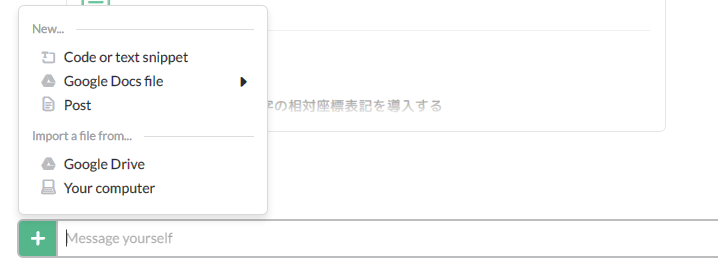 New...
Code or text snippet
Google Docs file
Post
の相対座標表記を導入する
Import a file from...
Google Drive
Your computer
Message yourself